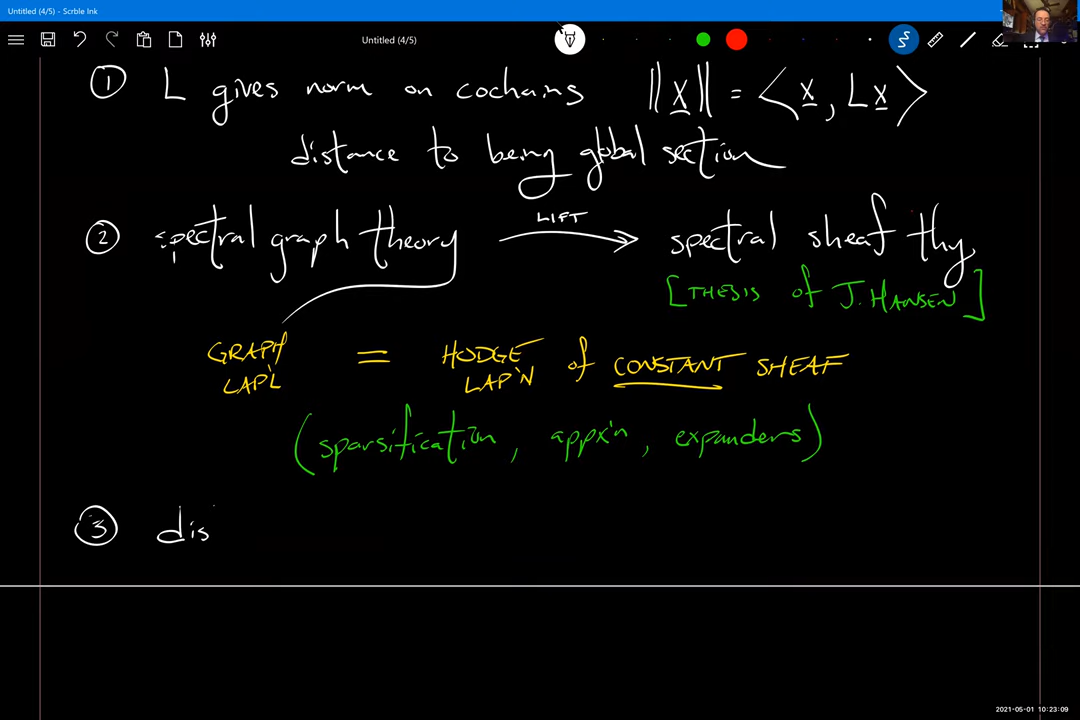 Untitled (4/5) - Scrble Ink
Untitled (4/5)
① L gives norm on cochains ‖x‖ = ⟨x, Lx⟩
distance to being global section
② spectral graph theory LIFT → spectral sheaf thy.
[THESIS of J. HANSEN]
GRAPH LAP'L = HODGE LAP'N of CONSTANT SHEAF
(sparsification, appx'n, expanders)
③ dis
2021-05-01 10:23:09